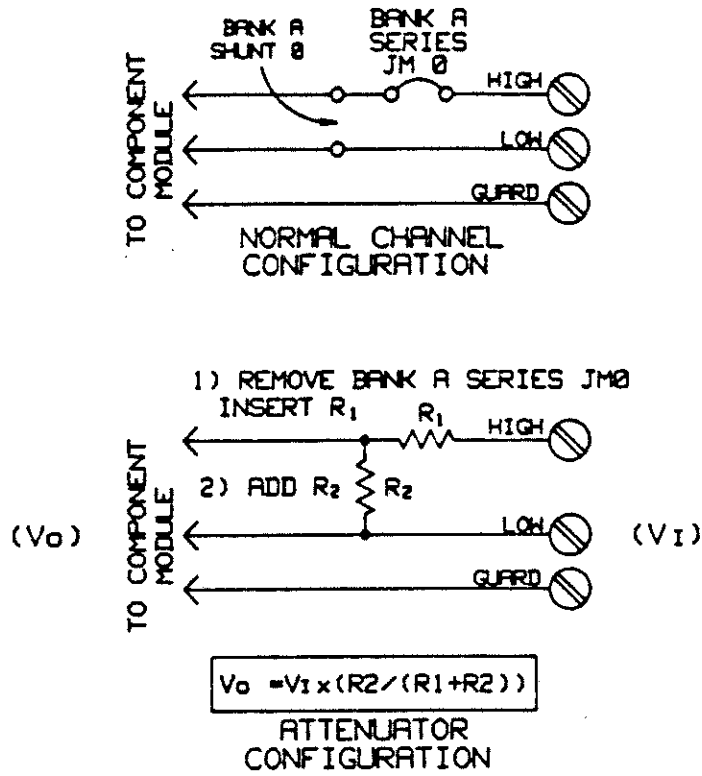 BANK A
SHUNT 0
BANK A
SERIES
JM 0
HIGH
LOW
GUARD
TO COMPONENT
MODULE
NORMAL CHANNEL
CONFIGURATION
1) REMOVE BANK A SERIES JM0
INSERT R1
R1
HIGH
2) ADD R2
R2
LOW
GUARD
(Vo)
TO COMPONENT
MODULE
(VI)
Vo =VIx(R2/(R1+R2))
ATTENUATOR
CONFIGURATION